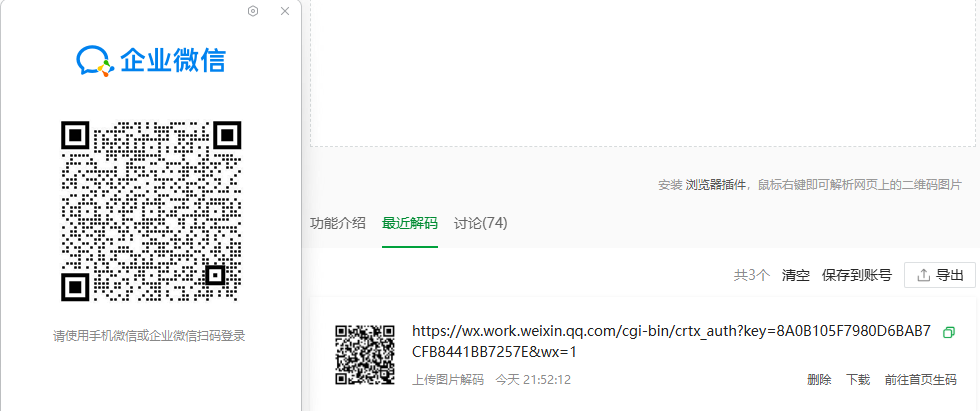 企业微信
请使用手机微信或企业微信扫码登录
安装 浏览器插件，鼠标右键即可解析网页上的二维码图片
功能介绍 最近解码 讨论(74)
共3个 清空 保存到账号 导出
https://wx.work.weixin.qq.com/cgi-bin/crtx_auth?key=8A0B105F7980D6BAB7
CFB8441BB7257E&wx=1
上传图片解码 今天 21:52:12 删除 下载 前往首页生码